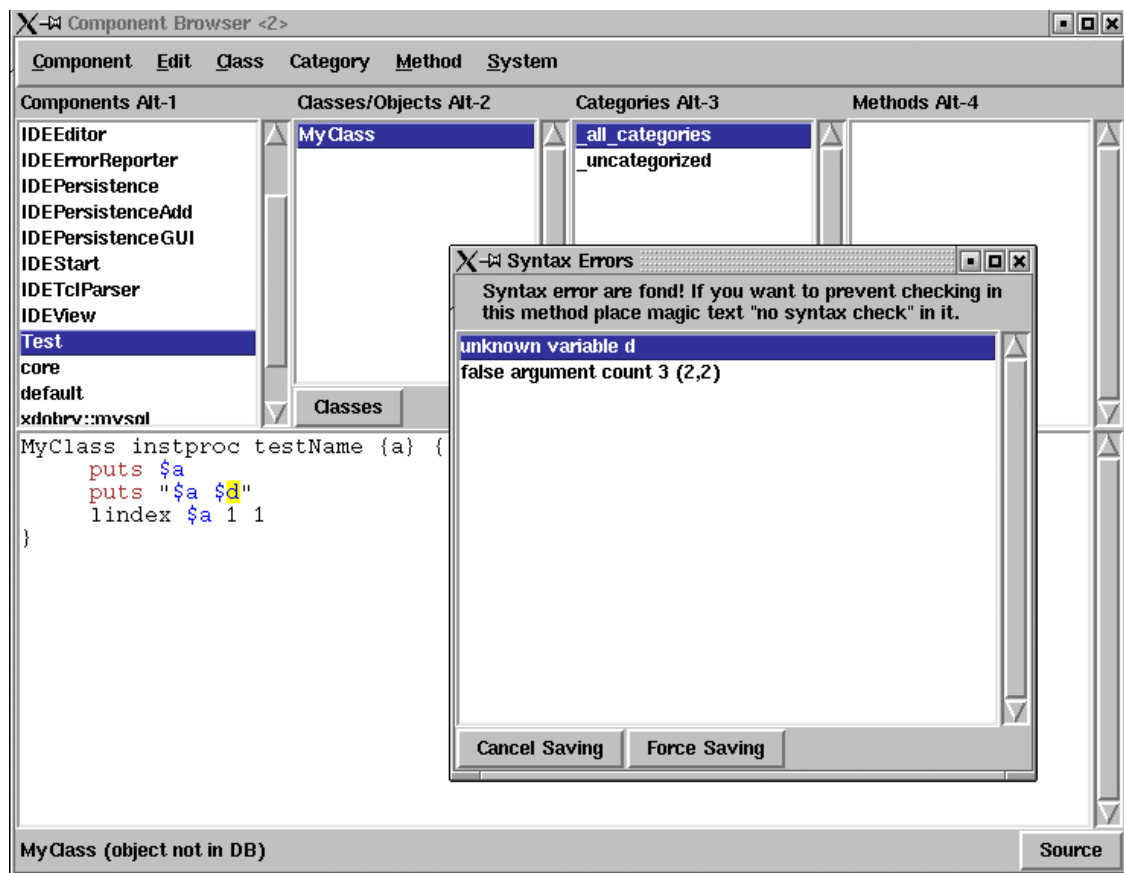 Component Browser <2>
Component Edit Class Category Method System
Components Alt-1
Classes/Objects Alt-2
Categories Alt-3
Methods Alt-4
IDEEditor
IDEErrorReporter
IDEPersistence
IDEPersistenceAdd
IDEPersistenceGUI
IDEStart
IDETclParser
IDEView
Test
core
default
xdobry::mysql
MyClass
Classes
_all_categories
_uncategorized
Syntax Errors
Syntax error are fond! If you want to prevent checking in
this method place magic text "no syntax check" in it.
unknown variable d
false argument count 3 (2,2)
Cancel Saving
Force Saving
MyClass instproc testName {a} {
puts $a
puts "$a $d"
lindex $a 1 1
}
MyClass (object not in DB)
Source